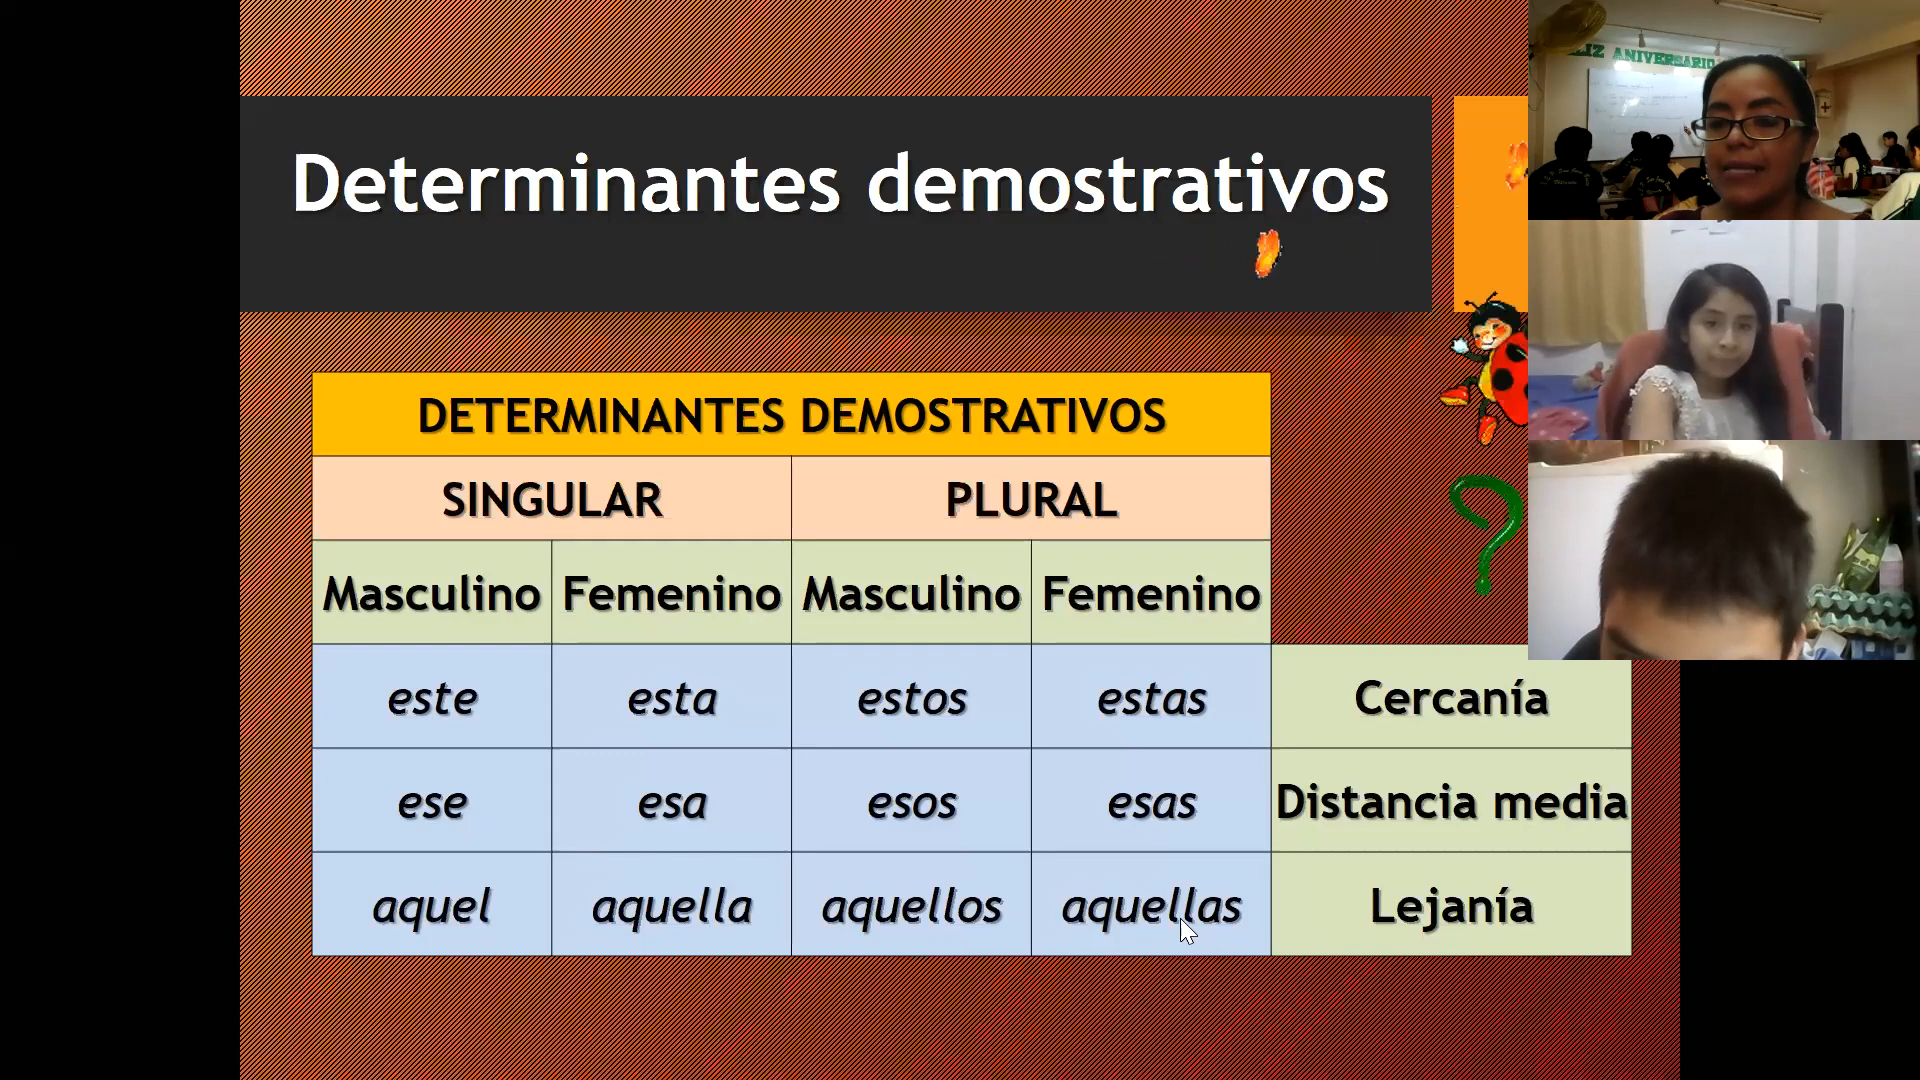 Determinantes demostrativos
DETERMINANTES DEMOSTRATIVOS
SINGULAR PLURAL
Masculino Femenino Masculino Femenino
este esta estos estas Cercanía
ese esa esos esas Distancia media
aquel aquella aquellos aquellas Lejanía
ANIVERSARIO